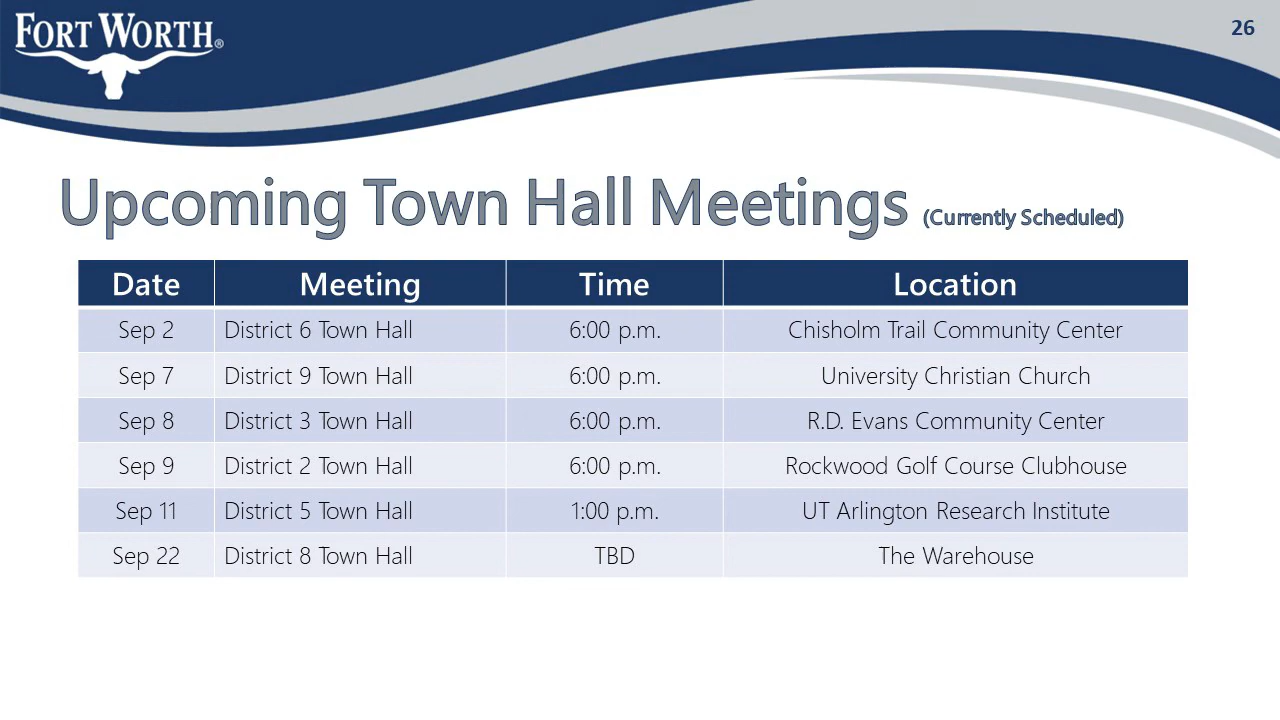 FORT WORTH®
26
Upcoming Town Hall Meetings (Currently Scheduled)
Date Meeting Time Location
Sep 2 District 6 Town Hall 6:00 p.m. Chisholm Trail Community Center
Sep 7 District 9 Town Hall 6:00 p.m. University Christian Church
Sep 8 District 3 Town Hall 6:00 p.m. R.D. Evans Community Center
Sep 9 District 2 Town Hall 6:00 p.m. Rockwood Golf Course Clubhouse
Sep 11 District 5 Town Hall 1:00 p.m. UT Arlington Research Institute
Sep 22 District 8 Town Hall TBD The Warehouse